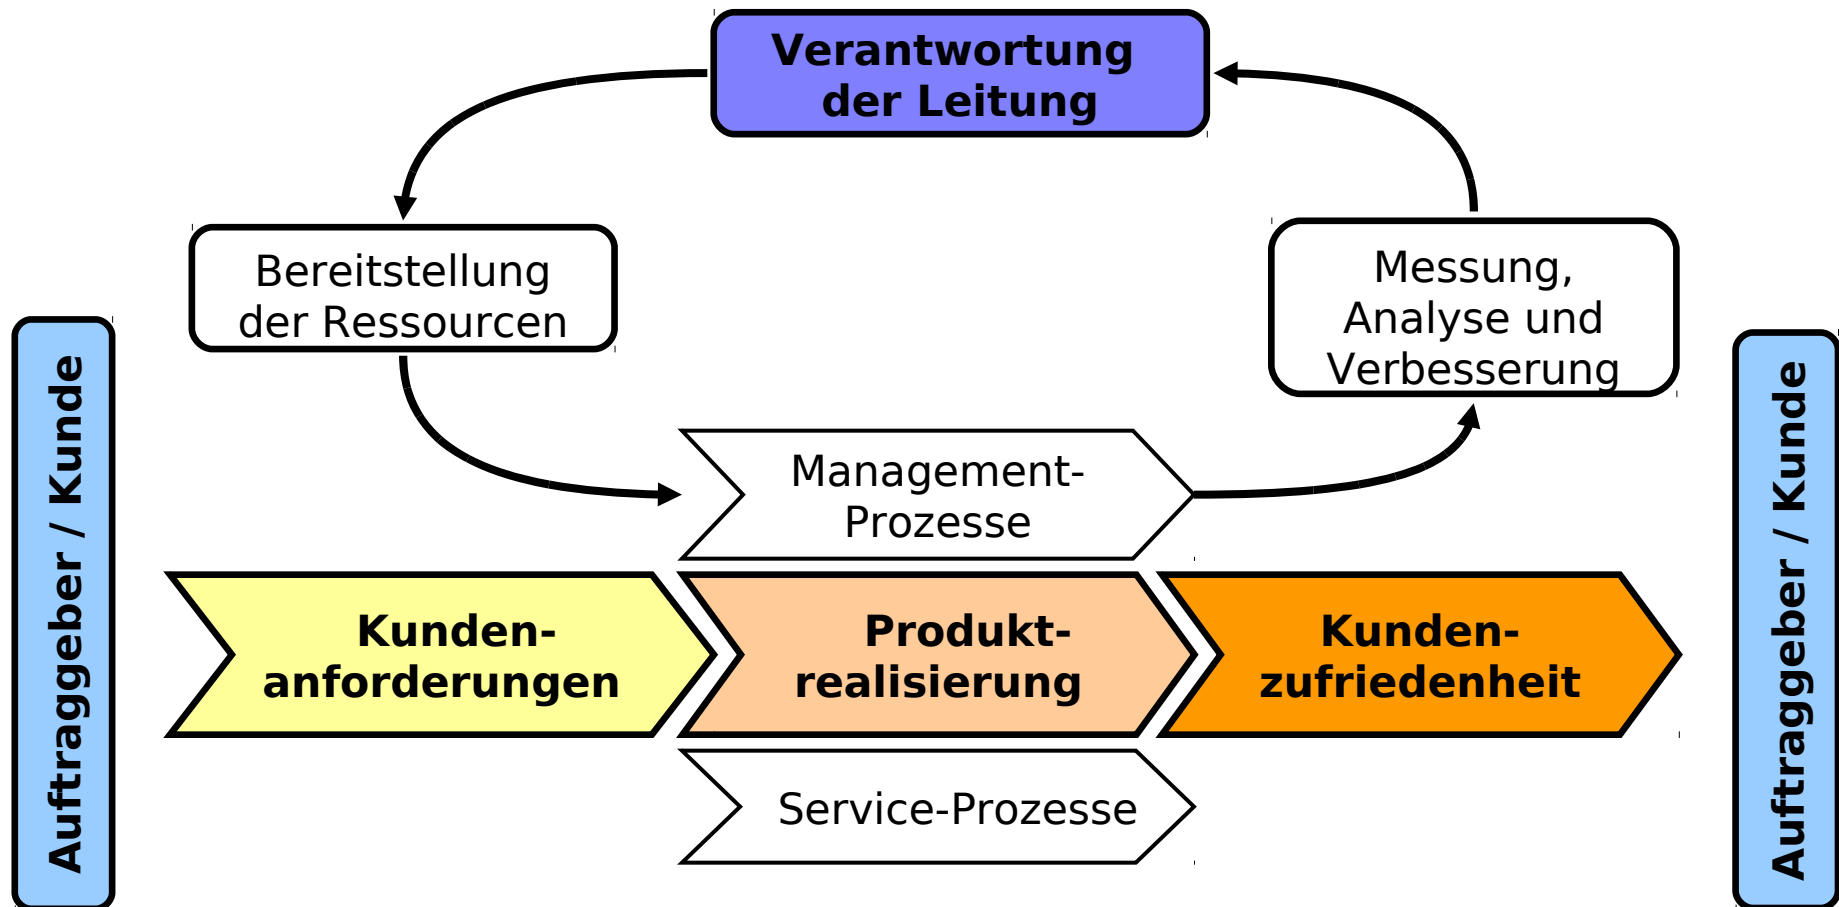 Verantwortung
der Leitung
Bereitstellung
der Ressourcen
Messung,
Analyse und
Verbesserung
Auftraggeber / Kunde
Management-
Prozesse
Kunden-
anforderungen
Produkt-
realisierung
Kunden-
zufriedenheit
Service-Prozesse
Auftraggeber / Kunde